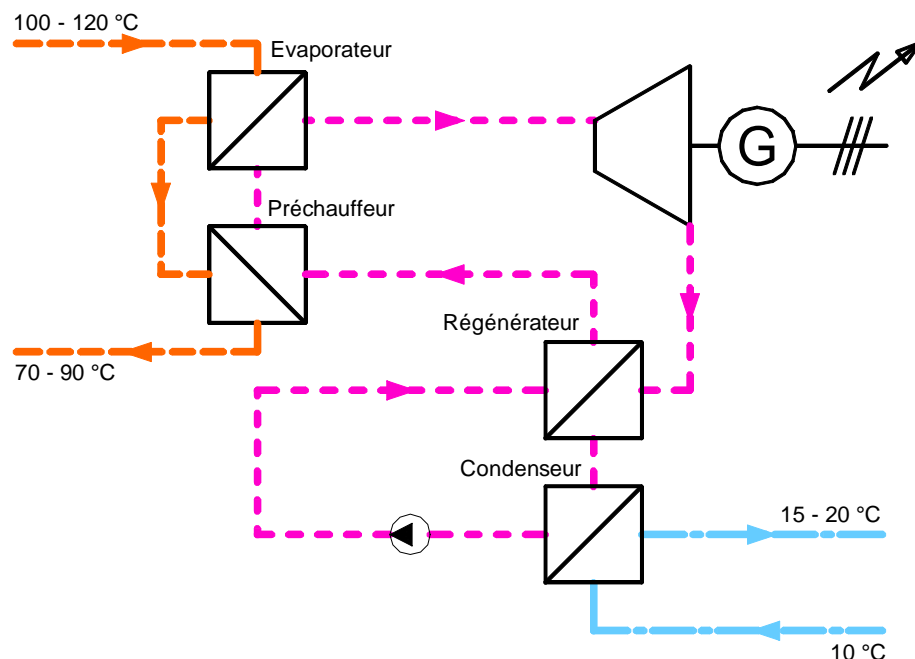 100 - 120 °C
Evaporateur
G
Préchauffeur
Régénérateur
70 - 90 °C
Condenseur
15 - 20 °C
10 °C